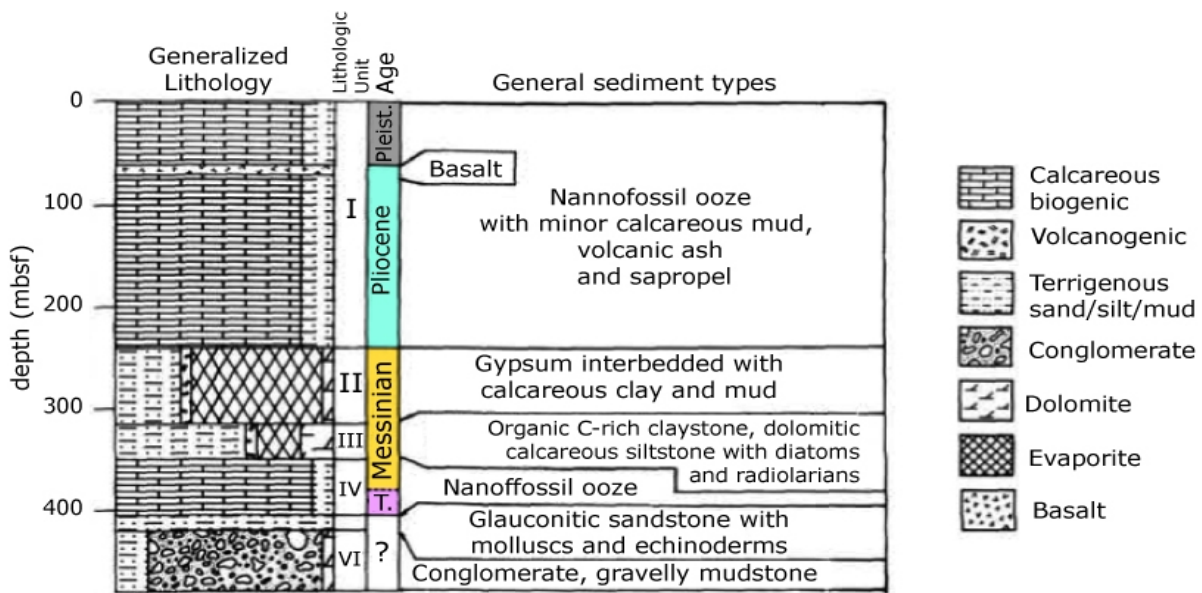 Generalized
Lithology
Lithologic
Unit
Age
General sediment types
depth (mbsf)
0
100
200
300
400
I
II
III
IV
VI
Pleist.
Pliocene
Messinian
T.
?
Basalt
Nannofossil ooze
with minor calcareous mud,
volcanic ash
and sapropel
Gypsum interbedded with
calcareous clay and mud
Organic C-rich claystone, dolomitic
calcareous siltstone with diatoms
and radiolarians
Nanoffossil ooze
Glauconitic sandstone with
molluscs and echinoderms
Conglomerate, gravelly mudstone
Calcareous
biogenic
Volcanogenic
Terrigenous
sand/silt/mud
Conglomerate
Dolomite
Evaporite
Basalt